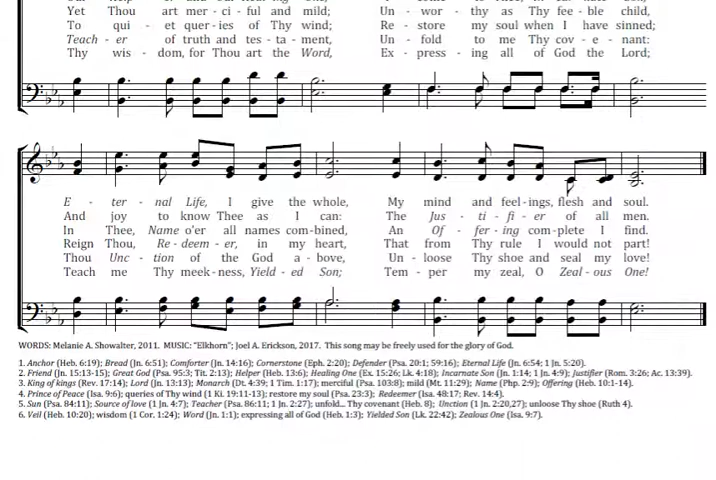 Yet Thou art mer - ci - ful and mild; Un - wor - thy as Thy fee - ble child,
To qui - et quer - ies of Thy wind; Re - store my soul when I have sinned;
Teach - er of truth and tes - ta - ment, Un - fold to me Thy cov - e - nant:
Thy wis - dom, for Thou art the Word, Ex - press - ing all of God the Lord;
E - ter - nal Life, I give the whole, My mind and feel - ings, flesh and soul.
And joy to know Thee as I can: The Jus - ti - fi - er of all men.
In Thee, Name o'er all names com - bined, An Of - fer - ing com - plete I find.
Reign Thou, Re - deem - er, in my heart, That from Thy rule I would not part!
Thou Unc - tion of the God a - bove, Un - loose Thy shoe and seal my love!
Teach me Thy meek - ness, Yield - ed Son; Tem - per my zeal, O Zeal - ous One!
WORDS: Melanie A. Showalter, 2011. MUSIC: "Elkhorn"; Joel A. Erickson, 2017. This song may be freely used for the glory of God.
1. Anchor (Heb. 6:19); Bread (Jn. 6:51); Comforter (Jn. 14:16); Cornerstone (Eph. 2:20); Defender (Psa. 20:1; 59:16); Eternal Life (Jn. 6:54; 1 Jn. 5:20).
2. Friend (Jn. 15:13-15); Great God (Psa. 95:3; Tit. 2:13); Helper (Heb. 13:6); Healing One (Ex. 15:26; Lk. 4:18); Incarnate Son (Jn. 1:14; 1 Jn. 4:9); Justifier (Rom. 3:26; Ac. 13:39).
3. King of kings (Rev. 17:14); Lord (Jn. 13:13); Monarch (Dt. 4:39; 1 Tim. 1:17); merciful (Psa. 103:8); mild (Mt. 11:29); Name (Php. 2:9); Offering (Heb. 10:1-14).
4. Prince of Peace (Isa. 9:6); queries of Thy wind (1 Ki. 19:11-13); restore my soul (Psa. 23:3); Redeemer (Isa. 48:17; Rev. 14:4).
5. Sun (Psa. 84:11); Source of love (1 Jn. 4:7); Teacher (Psa. 86:11; 1 Jn. 2:27); unfold... Thy covenant (Heb. 8); Unction (1 Jn. 2:20,27); unloose Thy shoe (Ruth 4).
6. Veil (Heb. 10:20); wisdom (1 Cor. 1:24); Word (Jn. 1:1); expressing all of God (Heb. 1:3); Yielded Son (Lk. 22:42); Zealous One (Isa. 9:7).